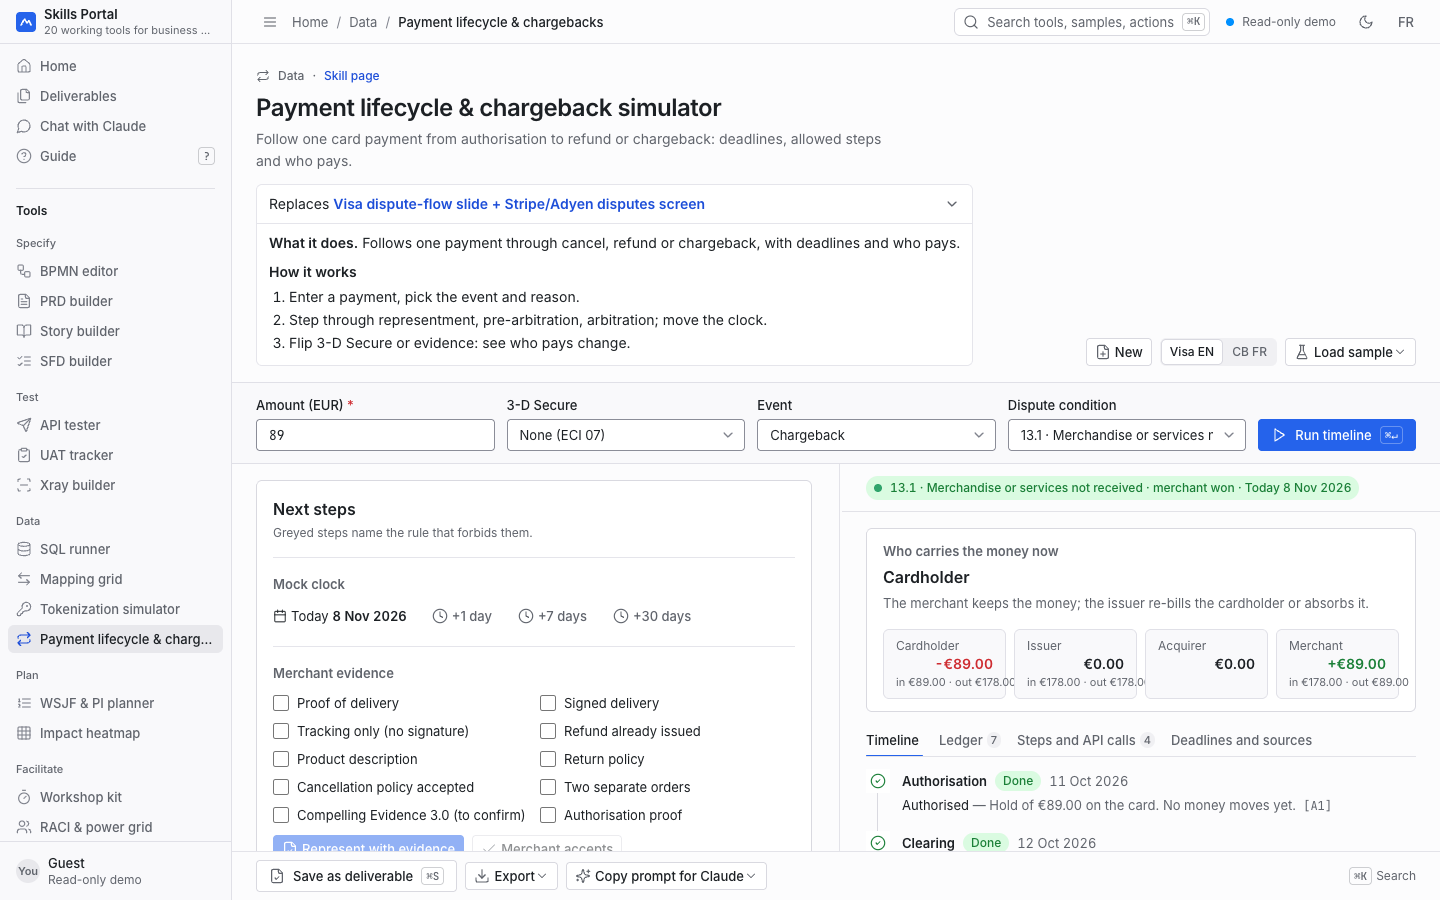 Skills Portal
20 working tools for business ...
Home
Deliverables
Chat with Claude
Guide
?
Tools
Specify
BPMN editor
PRD builder
Story builder
SFD builder
Test
API tester
UAT tracker
Xray builder
Data
SQL runner
Mapping grid
Tokenization simulator
Payment lifecycle & charg...
Plan
WSJF & PI planner
Impact heatmap
Facilitate
Workshop kit
RACI & power grid
You
Guest
Read-only demo
Home / Data / Payment lifecycle & chargebacks
Search tools, samples, actions ⌘K
Read-only demo
FR
Data · Skill page
Payment lifecycle & chargeback simulator
Follow one card payment from authorisation to refund or chargeback: deadlines, allowed steps
and who pays.
Replaces Visa dispute-flow slide + Stripe/Adyen disputes screen
What it does. Follows one payment through cancel, refund or chargeback, with deadlines and who pays.
How it works
1. Enter a payment, pick the event and reason.
2. Step through representment, pre-arbitration, arbitration; move the clock.
3. Flip 3-D Secure or evidence: see who pays change.
New
Visa EN
CB FR
Load sample
Amount (EUR) *
89
3-D Secure
None (ECI 07)
Event
Chargeback
Dispute condition
13.1 · Merchandise or services r
Run timeline ⌘↵
Next steps
Greyed steps name the rule that forbids them.
Mock clock
Today 8 Nov 2026
+1 day
+7 days
+30 days
Merchant evidence
Proof of delivery
Signed delivery
Tracking only (no signature)
Refund already issued
Product description
Return policy
Cancellation policy accepted
Two separate orders
Compelling Evidence 3.0 (to confirm)
Authorisation proof
Represent with evidence
Merchant accepts
13.1 · Merchandise or services not received · merchant won · Today 8 Nov 2026
Who carries the money now
Cardholder
The merchant keeps the money; the issuer re-bills the cardholder or absorbs it.
Cardholder
-€89.00
in €89.00 · out €178.00
Issuer
€0.00
in €178.00 · out €178.0
Acquirer
€0.00
Merchant
+€89.00
in €178.00 · out €89.00
Timeline
Ledger 7
Steps and API calls 4
Deadlines and sources
Authorisation Done 11 Oct 2026
Authorised — Hold of €89.00 on the card. No money moves yet. [A1]
Clearing Done 12 Oct 2026
Save as deliverable ⌘S
Export
Copy prompt for Claude
⌘K Search